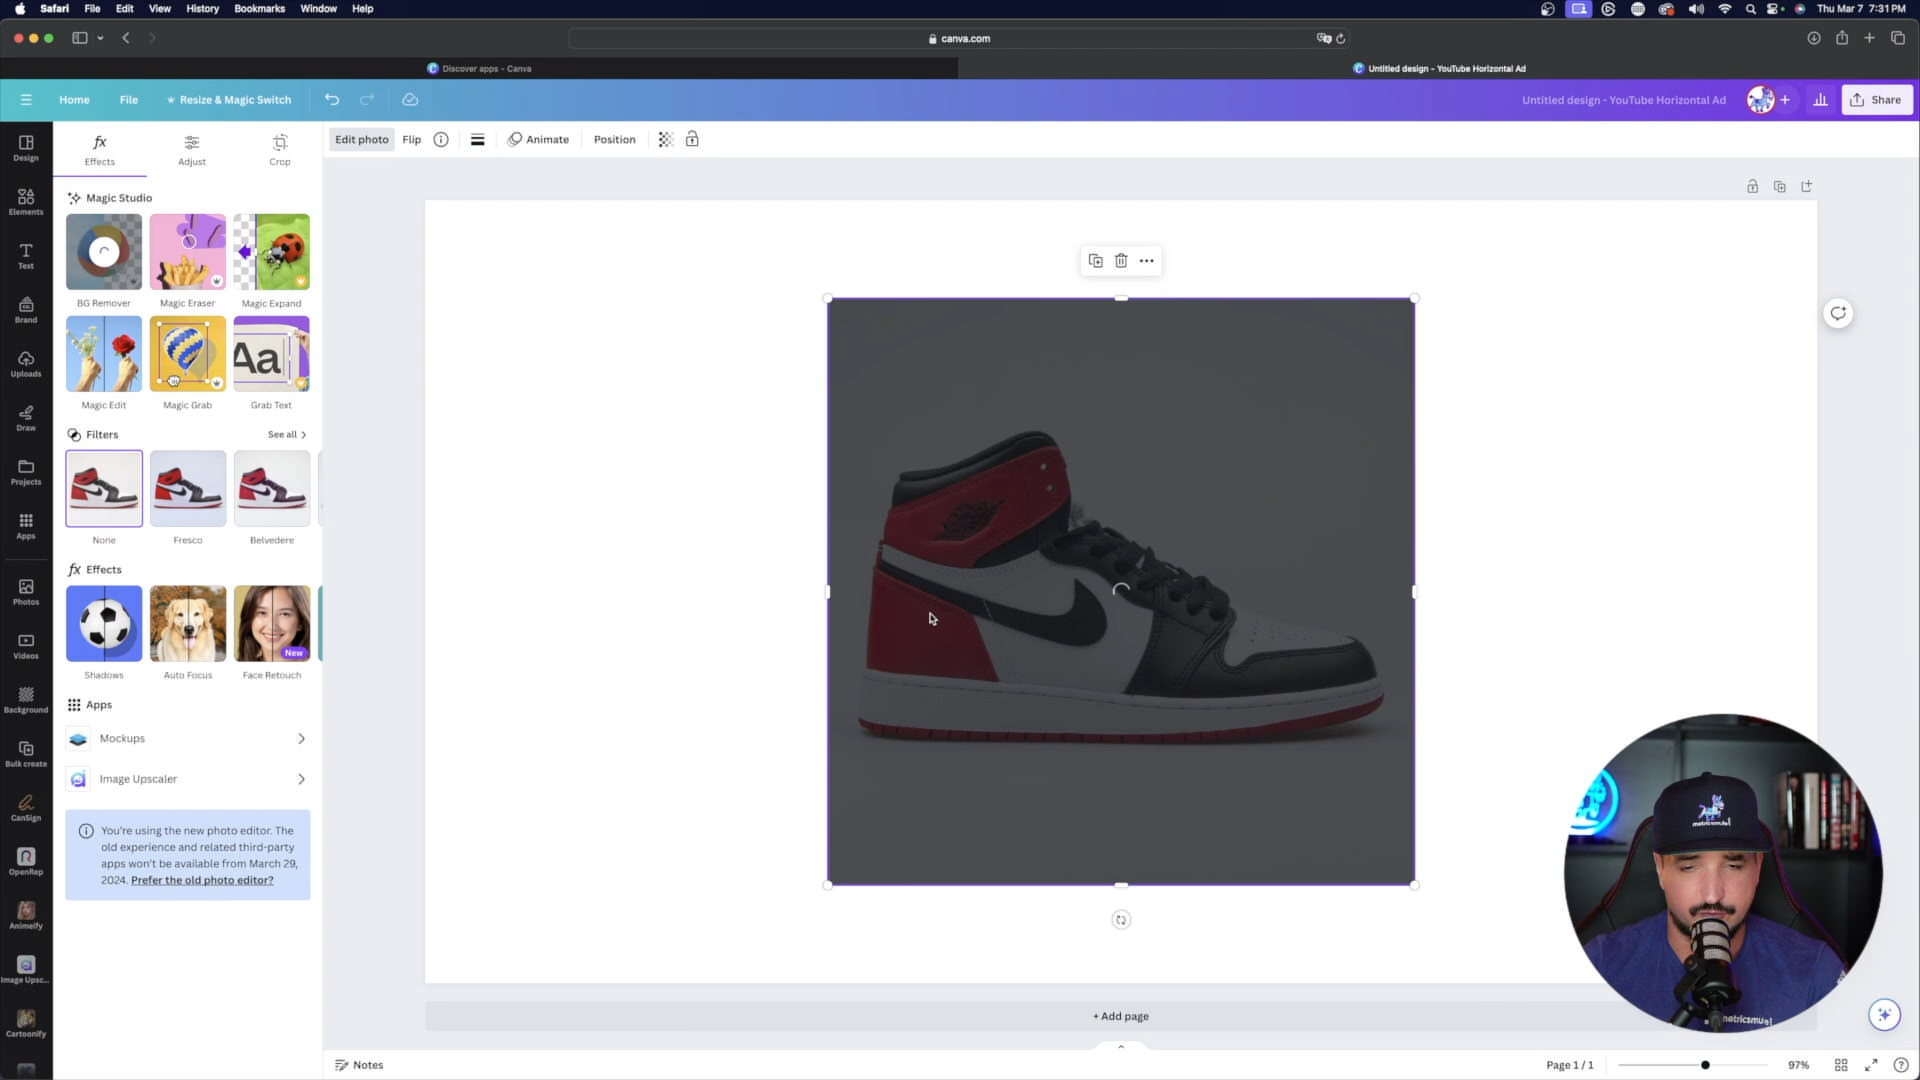 Safari File Edit View History Bookmarks Window Help
Thu Mar 7 7:31 PM
canva.com
Discover apps - Canva
Untitled design - YouTube Horizontal Ad
Home File Resize & Magic Switch
Untitled design - YouTube Horizontal Ad
Share
Design
Elements
Text
Brand
Uploads
Draw
Projects
Apps
Photos
Videos
Background
Bulk create
CanSign
OpenRep
Animeify
Image Upsc...
Cartoonify
Effects
Adjust
Crop
Edit photo Flip Animate Position
Magic Studio
BG Remover Magic Eraser Magic Expand
Aa
Magic Edit Magic Grab Grab Text
Filters See all
None Fresco Belvedere
fx Effects
New
Shadows Auto Focus Face Retouch
Apps
Mockups
Image Upscaler
You're using the new photo editor. The
old experience and related third-party
apps won't be available from March 29,
2024. Prefer the old photo editor?
metricsmule
metricsmule
+ Add page
Notes
Page 1 / 1
97%